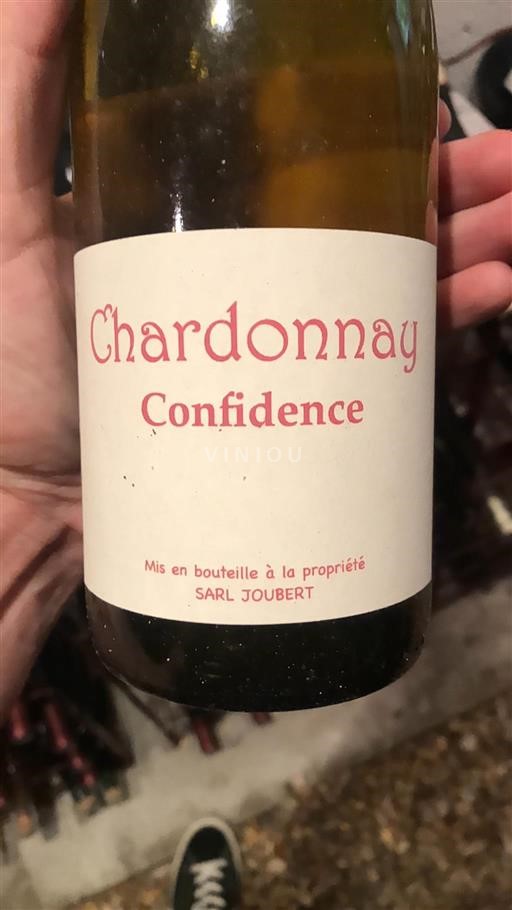 Chardonnay
Confidence
VINIOU
Mis en bouteille à la propriété
SARL JOUBERT